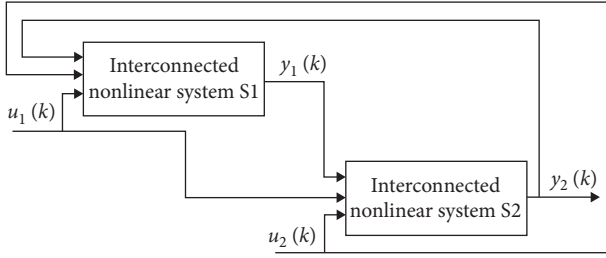 Interconnected
nonlinear system S1
y1 (k)
u1 (k)
Interconnected
nonlinear system S2
y2 (k)
u2 (k)